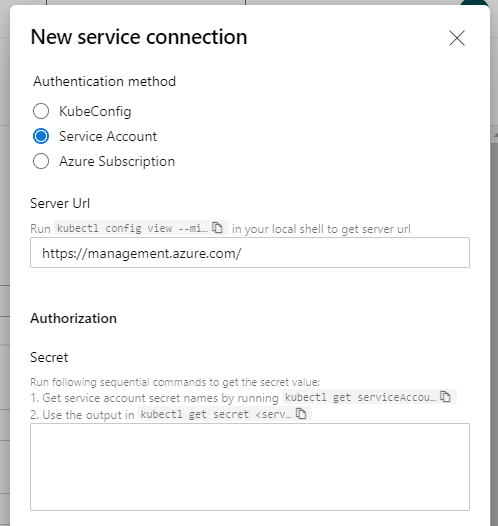 New service connection
Authentication method
KubeConfig
Service Account
Azure Subscription
Server Url
Run kubectl config view --mi… in your local shell to get server url
https://management.azure.com/
Authorization
Secret
Run following sequential commands to get the secret value:
1. Get service account secret names by running kubectl get serviceAccou…
2. Use the output in kubectl get secret <serv…